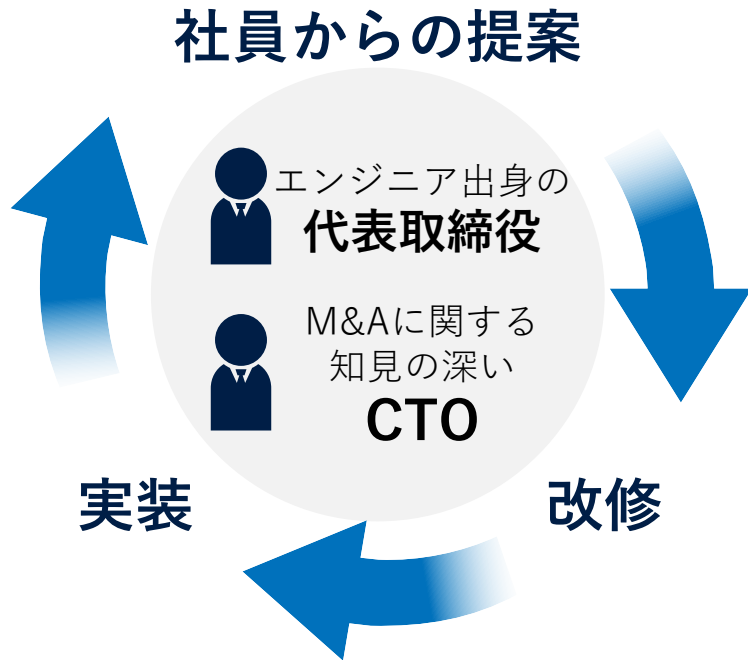 社員からの提案
エンジニア出身の
代表取締役
M&Aに関する
知見の深い
CTO
実装
改修